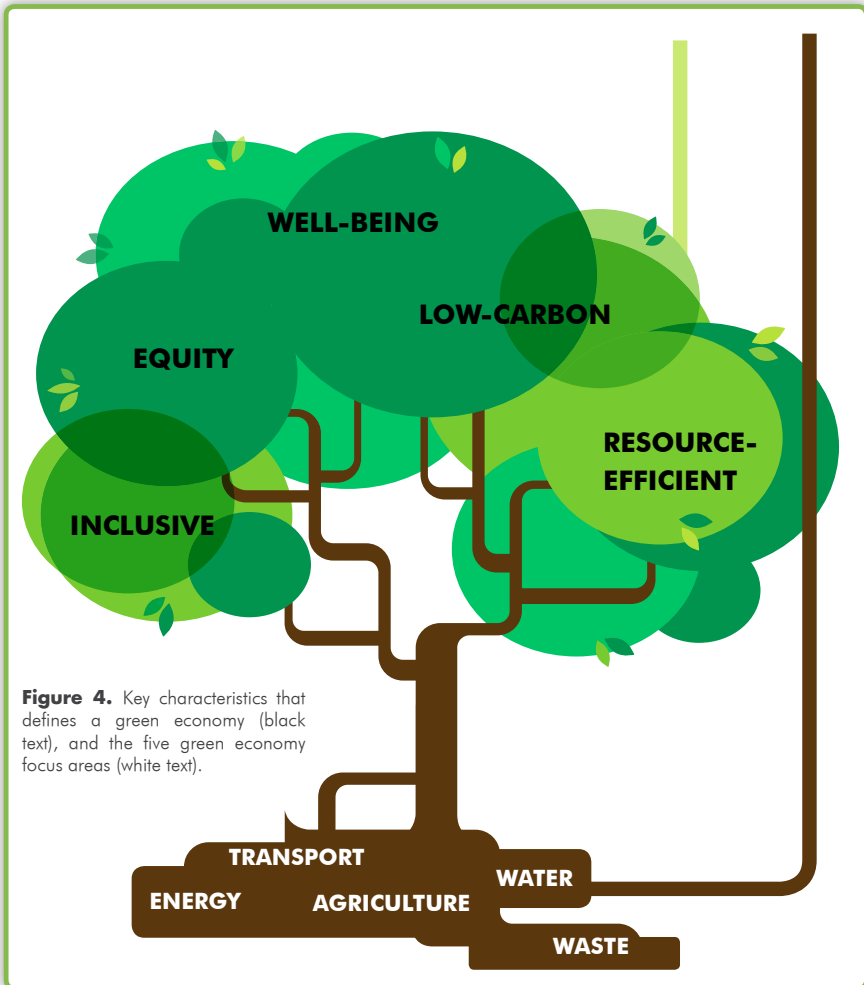 WELL-BEING
LOW-CARBON
EQUITY
RESOURCE-
EFFICIENT
INCLUSIVE
Figure 4. Key characteristics that
defines a green economy (black
text), and the five green economy
focus areas (white text).
TRANSPORT
WATER
ENERGY
AGRICULTURE
WASTE